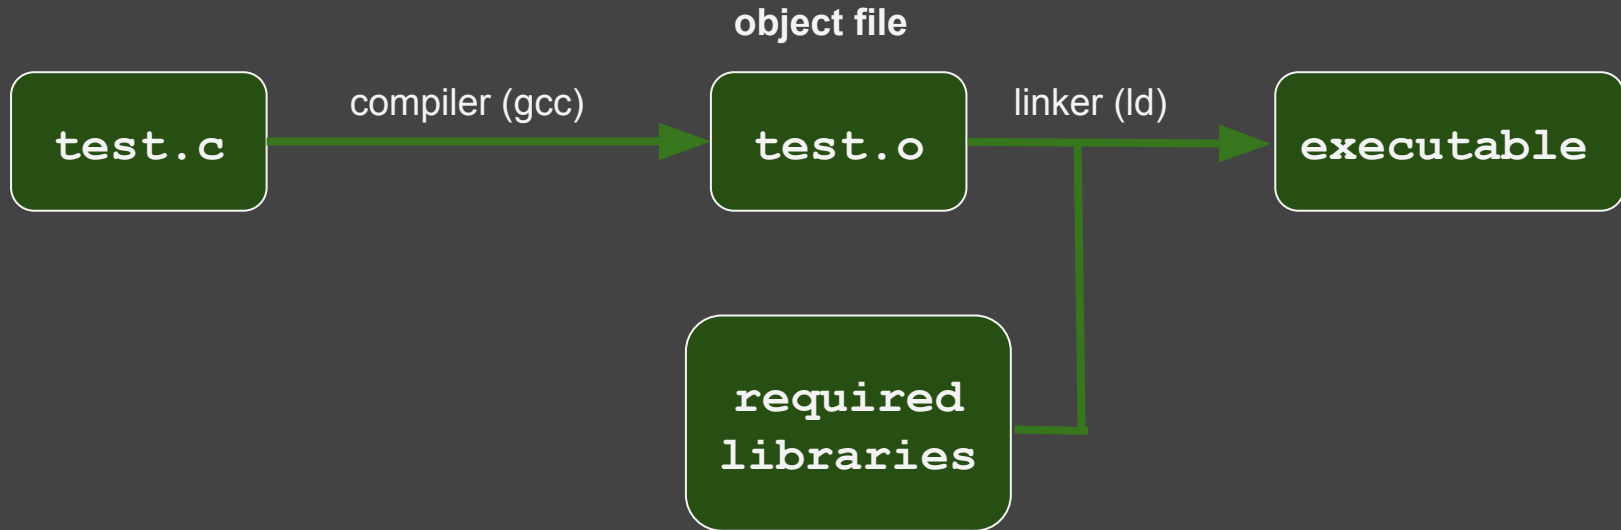 object file
test.c
compiler (gcc)
test.o
linker (ld)
executable
required
libraries